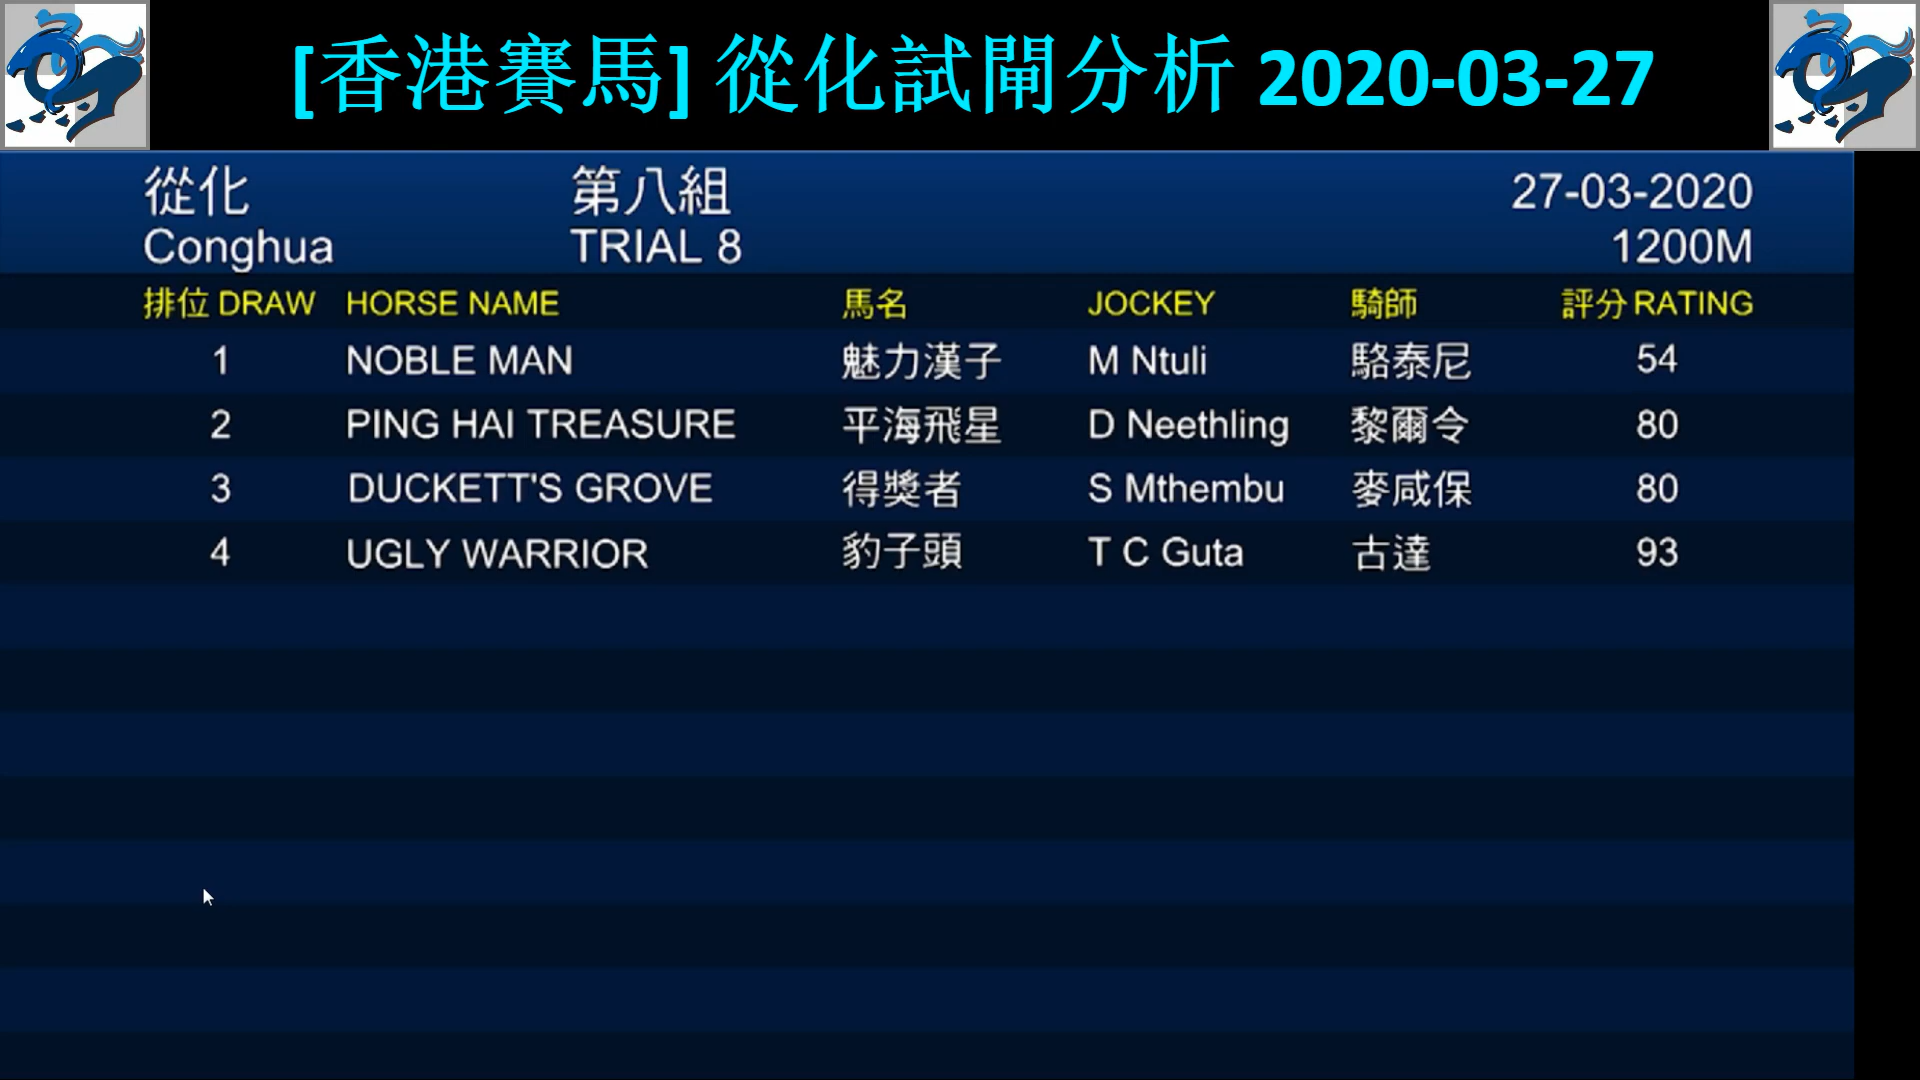 [香港賽馬] 從化試閘分析 2020-03-27
從化 第八組 27-03-2020
Conghua TRIAL 8 1200M
排位 DRAW HORSE NAME 馬名 JOCKEY 騎師 評分 RATING
1 NOBLE MAN 魅力漢子 M Ntuli 駱泰尼 54
2 PING HAI TREASURE 平海飛星 D Neethling 黎爾令 80
3 DUCKETT'S GROVE 得獎者 S Mthembu 麥咸保 80
4 UGLY WARRIOR 豹子頭 T C Guta 古達 93